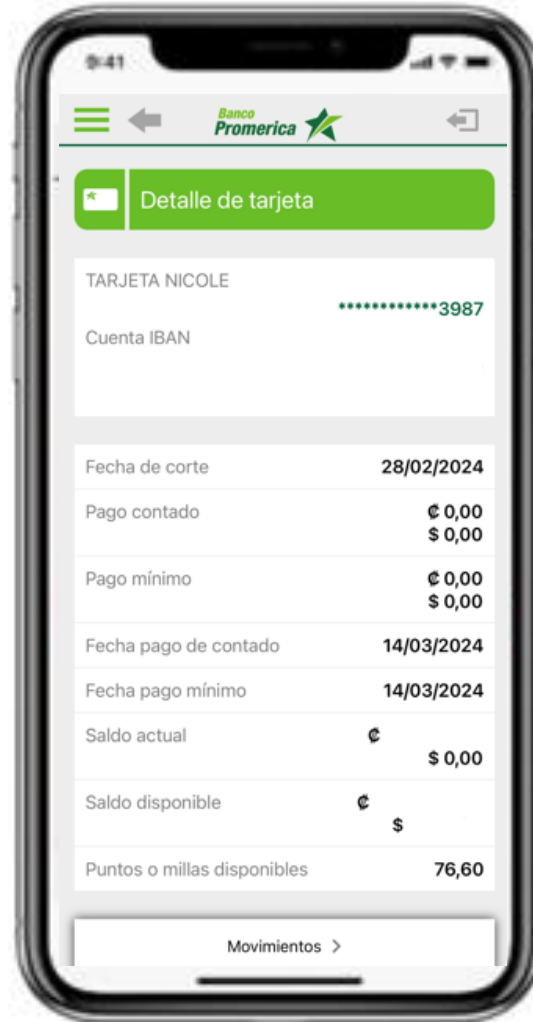 9:41
Banco
Promerica
Detalle de tarjeta
TARJETA NICOLE
************3987
Cuenta IBAN
Fecha de corte 28/02/2024
Pago contado ₡ 0,00
$ 0,00
Pago mínimo ₡ 0,00
$ 0,00
Fecha pago de contado 14/03/2024
Fecha pago mínimo 14/03/2024
Saldo actual ₡
$ 0,00
Saldo disponible ₡
$
Puntos o millas disponibles 76,60
Movimientos >